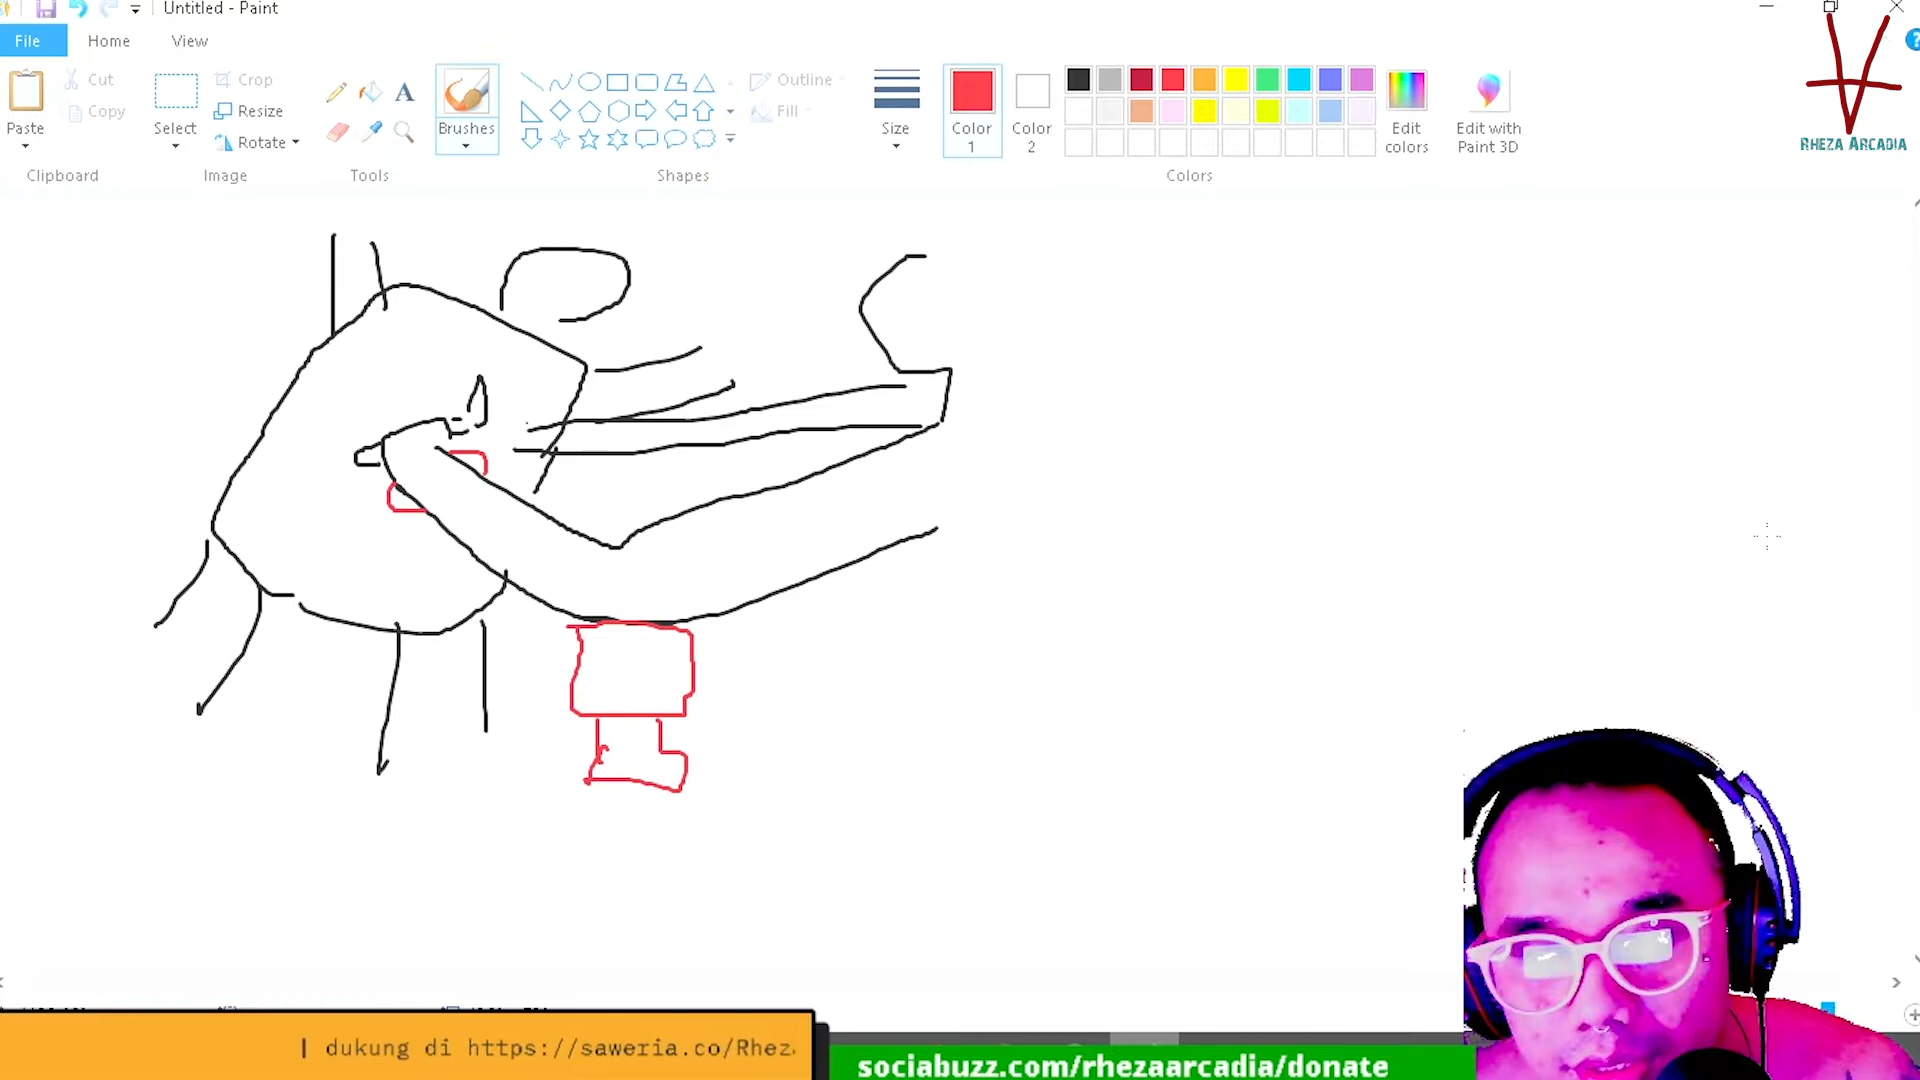 Untitled - Paint
File Home View
Paste
Cut
Copy
Clipboard
Select
Crop
Resize
Rotate
Image
A
Tools
Brushes
Outline
Fill
Shapes
Size
Color 1
Color 2
Colors
Edit colors
Edit with Paint 3D
RHEZA ARCADIA
| dukung di https://saweria.co/Rhez
sociabuzz.com/rhezaarcadia/donate